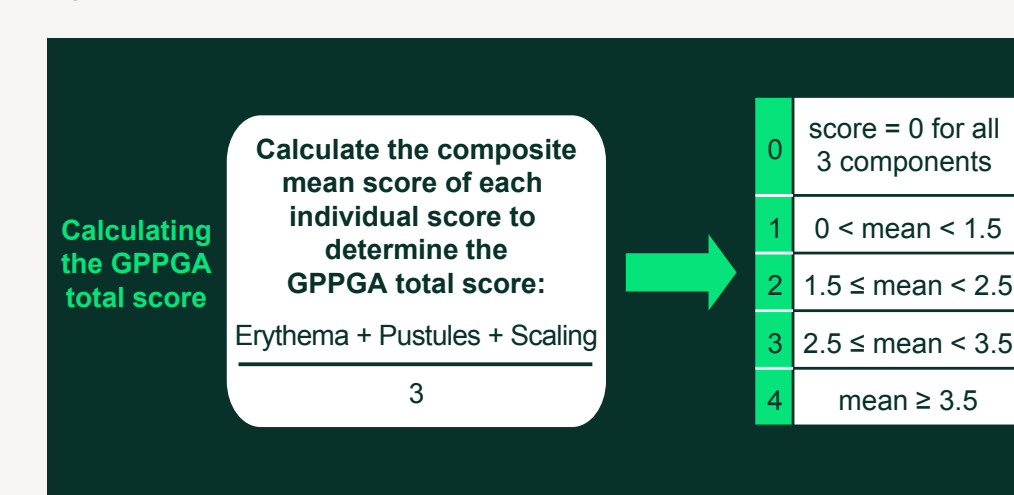 Calculating
the GPPGA
total score
Calculate the composite
mean score of each
individual score to
determine the
GPPGA total score:
Erythema + Pustules + Scaling
3
0
score = 0 for all
3 components
1
0 < mean < 1.5
2
1.5 ≤ mean < 2.5
3
2.5 ≤ mean < 3.5
4
mean ≥ 3.5